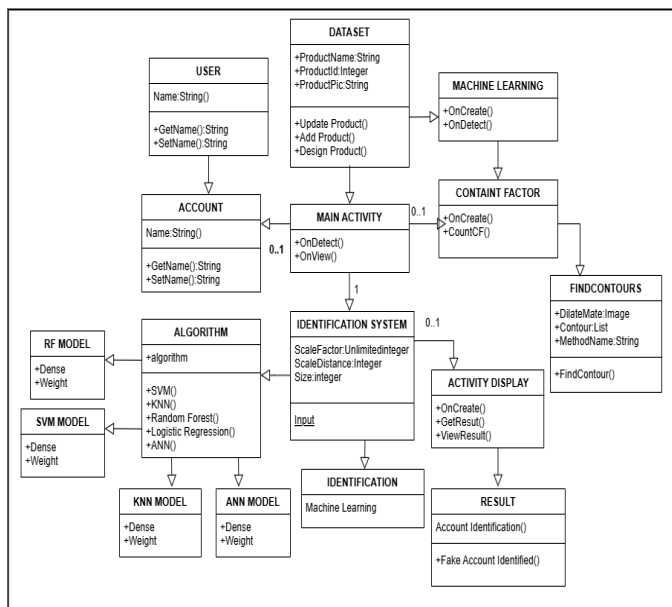 DATASET
+ProductName:String
+ProductId:Integer
+ProductPic:String
+Update Product()
+Add Product()
+Design Product()
USER
Name:String()
+GetName():String
+SetName():String
MACHINE LEARNING
+OnCreate()
+OnDetect()
ACCOUNT
Name:String()
+GetName():String
+SetName():String
0..1
MAIN ACTIVITY
+OnDetect()
+OnView()
0..1
CONTAINT FACTOR
+OnCreate()
+CountCF()
1
FINDCONTOURS
+DilateMate:Image
+Contour:List
+MethodName:String
+FindContour()
RF MODEL
+Dense
+Weight
ALGORITHM
+algorithm
+SVM()
+KNN()
+Random Forest()
+Logistic Regression()
+ANN()
IDENTIFICATION SYSTEM
ScaleFactor:Unlimitedinteger
ScaleDistance:Integer
Size:integer
Input
0..1
ACTIVITY DISPLAY
+OnCreate()
+GetResut()
+ViewResult()
SVM MODEL
+Dense
+Weight
KNN MODEL
+Dense
+Weight
ANN MODEL
+Dense
+Weight
IDENTIFICATION
Machine Learning
RESULT
Account Identification()
+Fake Account Identified()